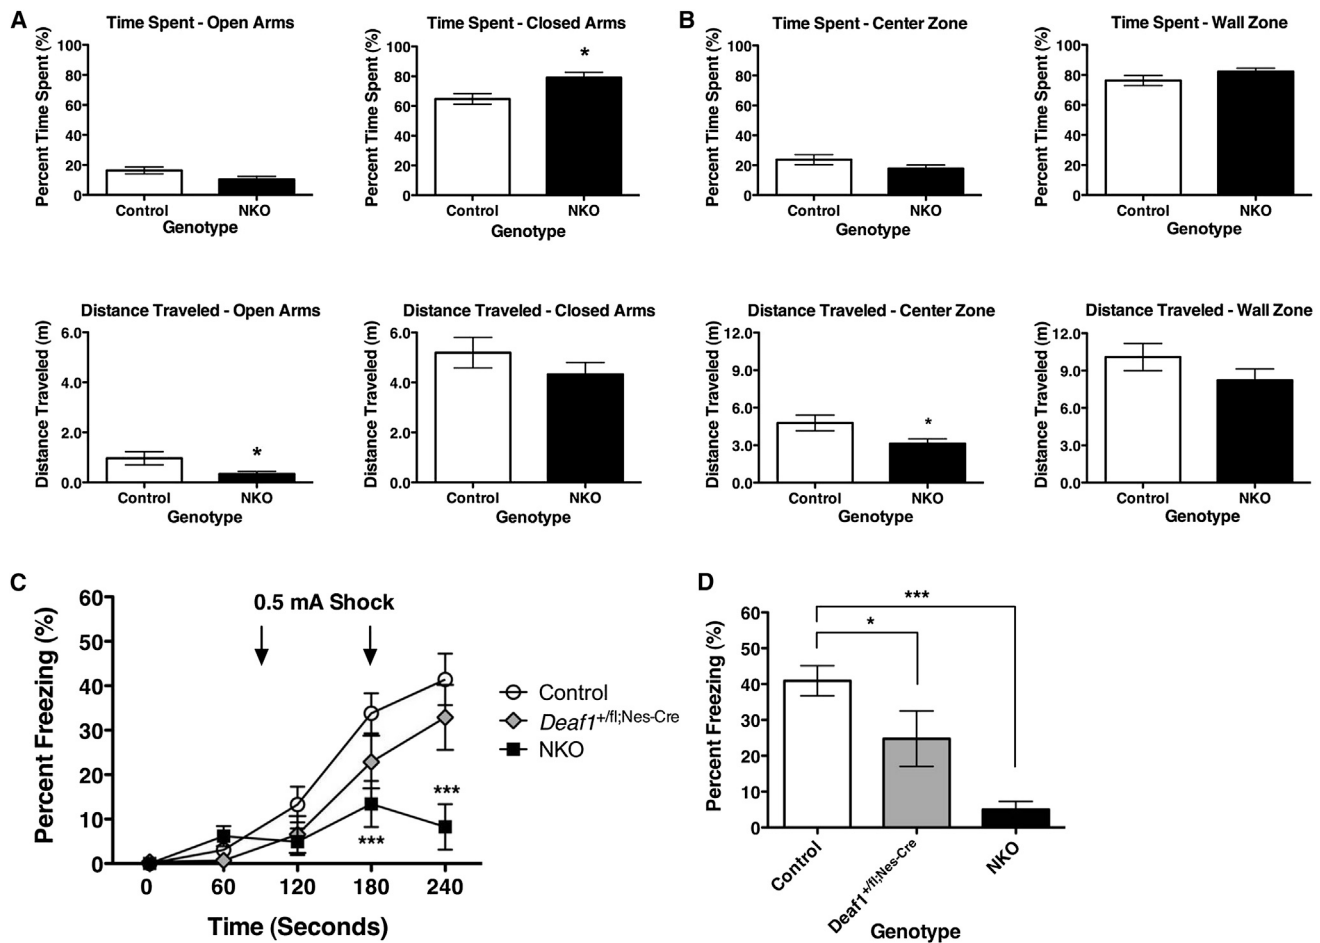 A
Time Spent - Open Arms
Percent Time Spent (%)
100
80
60
40
20
0
Control
NKO
Genotype
Time Spent - Closed Arms
Percent Time Spent (%)
100
80
60
40
20
0
*
Control
NKO
Genotype
B
Time Spent - Center Zone
Percent Time Spent (%)
100
80
60
40
20
0
Control
NKO
Genotype
Time Spent - Wall Zone
Percent Time Spent (%)
100
80
60
40
20
0
Control
NKO
Genotype
Distance Traveled - Open Arms
Distance Traveled (m)
6.0
4.0
2.0
0.0
*
Control
NKO
Genotype
Distance Traveled - Closed Arms
Distance Traveled (m)
6.0
4.0
2.0
0.0
Control
NKO
Genotype
Distance Traveled - Center Zone
Distance Traveled (m)
12.0
9.0
6.0
3.0
0.0
*
Control
NKO
Genotype
Distance Traveled - Wall Zone
Distance Traveled (m)
12.0
9.0
6.0
3.0
0.0
Control
NKO
Genotype
C
Percent Freezing (%)
60
50
40
30
20
10
0
0.5 mA Shock
***
***
0
60
120
180
240
Time (Seconds)
Control
Deaf1+/fl;Nes-Cre
NKO
D
Percent Freezing (%)
60
50
40
30
20
10
0
***
*
Control
Deaf1+/fl;Nes-Cre
NKO
Genotype